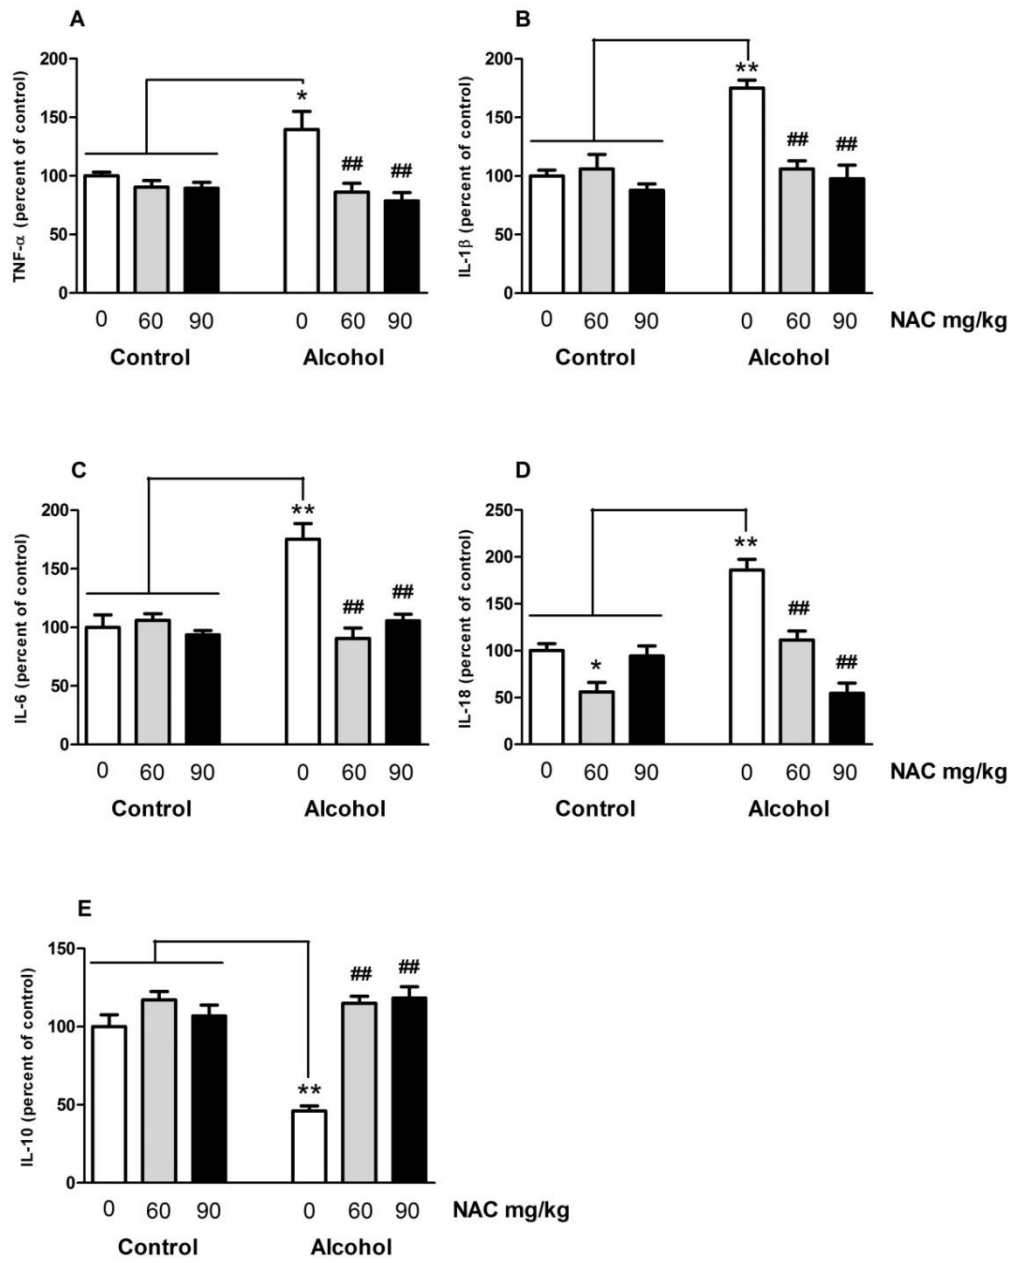 A
TNF-α (percent of control)
200
150
100
50
0
*
##
##
0 60 90 0 60 90
Control Alcohol
B
IL-1β (percent of control)
200
150
100
50
0
**
##
##
0 60 90 0 60 90 NAC mg/kg
Control Alcohol
C
IL-6 (percent of control)
200
150
100
50
0
**
##
##
0 60 90 0 60 90
Control Alcohol
D
IL-18 (percent of control)
250
200
150
100
50
0
*
**
##
##
0 60 90 0 60 90 NAC mg/kg
Control Alcohol
E
IL-10 (percent of control)
150
100
50
0
**
##
##
0 60 90 0 60 90 NAC mg/kg
Control Alcohol